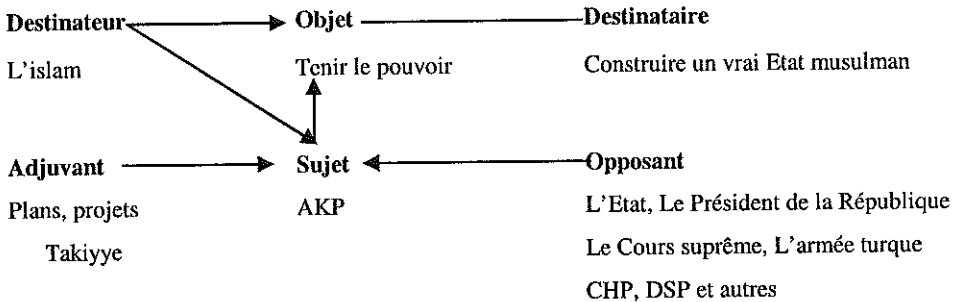 Destinateur Objet Destinataire
L'islam Tenir le pouvoir Construire un vrai Etat musulman
Adjuvant Sujet Opposant
Plans, projets AKP L'Etat, Le Président de la République
Takiyye Le Cours suprême, L'armée turque
CHP, DSP et autres